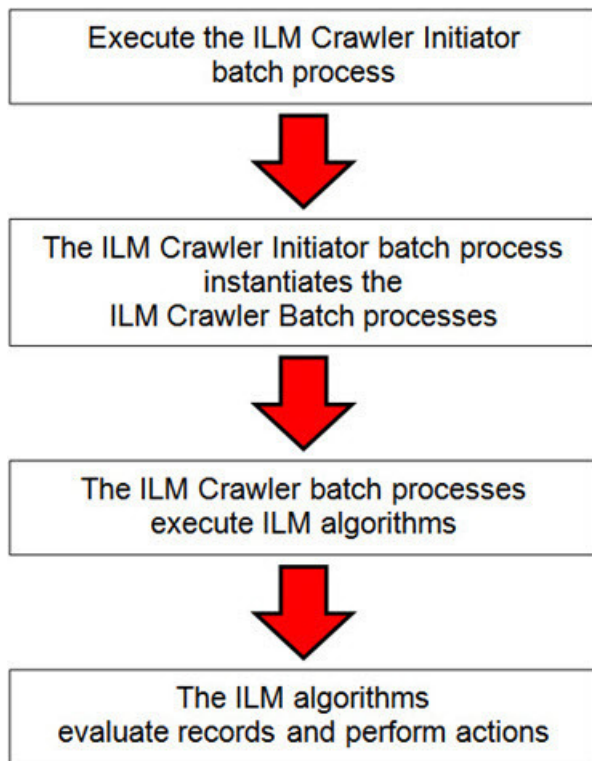 Execute the ILM Crawler Initiator
batch process
The ILM Crawler Initiator batch process
instantiates the
ILM Crawler Batch processes
The ILM Crawler batch processes
execute ILM algorithms
The ILM algorithms
evaluate records and perform actions